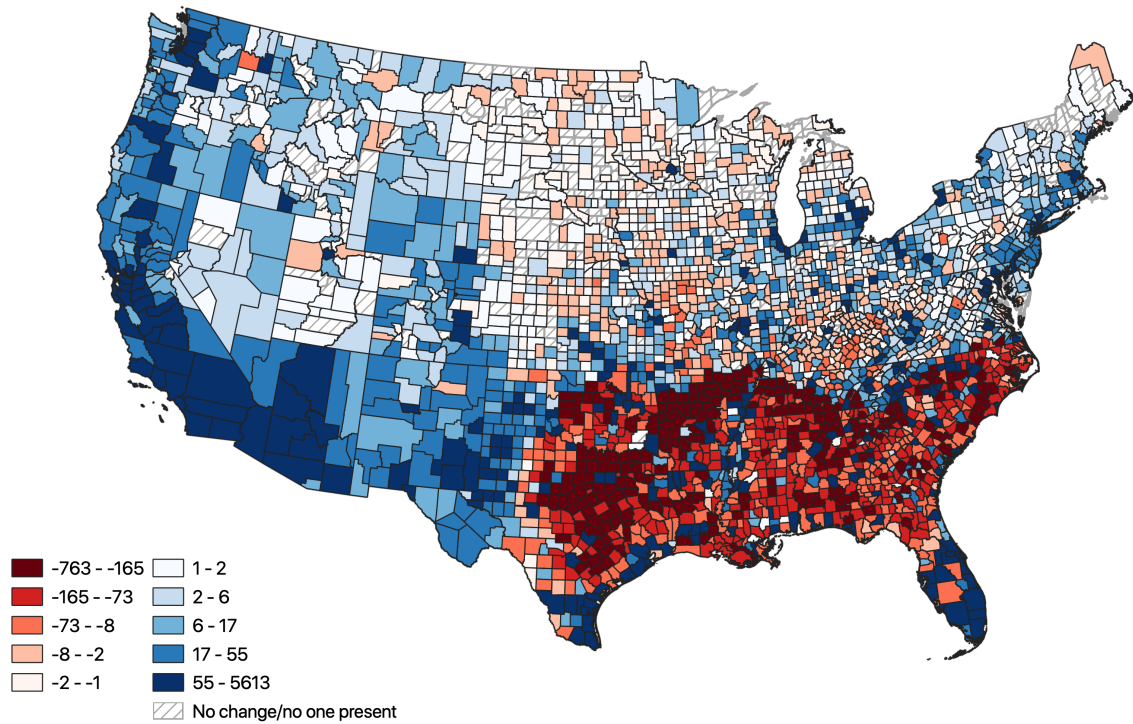 -763 - -165 1 - 2
-165 - -73 2 - 6
-73 - -8 6 - 17
-8 - -2 17 - 55
-2 - -1 55 - 5613
No change/no one present